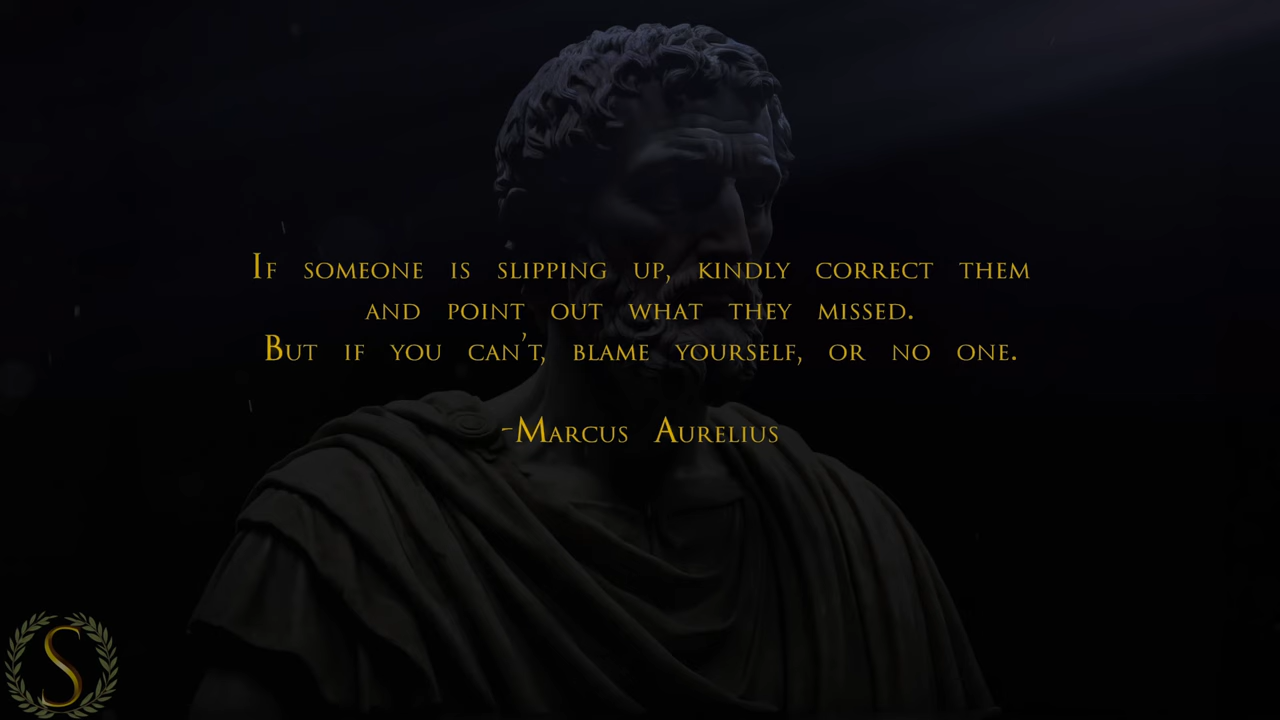 If someone is slipping up, kindly correct them
and point out what they missed.
But if you can't, blame yourself, or no one.
-Marcus Aurelius
S